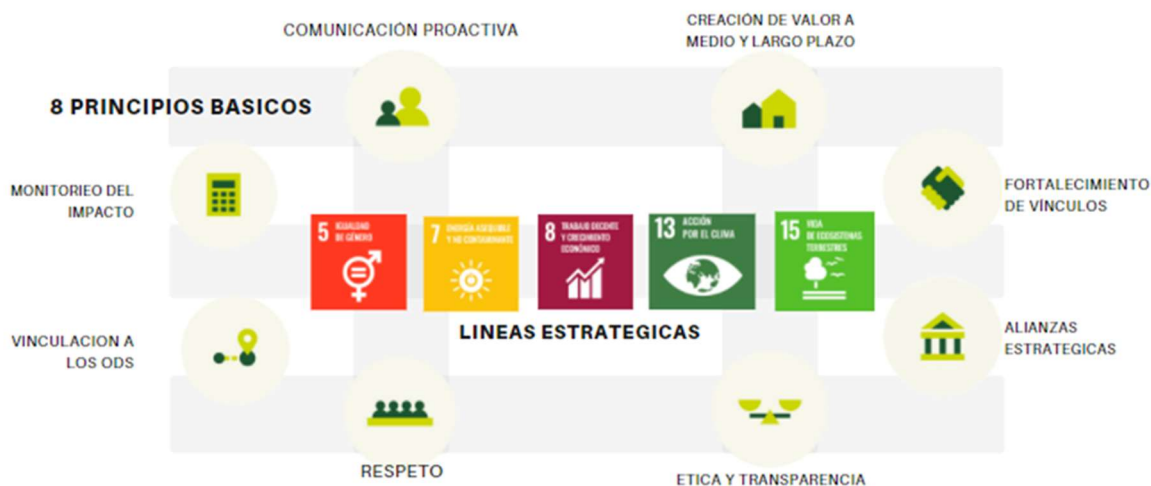 COMUNICACIÓN PROACTIVA
CREACIÓN DE VALOR A
MEDIO Y LARGO PLAZO
8 PRINCIPIOS BASICOS
MONITORIEO DEL
IMPACTO
FORTALECIMIENTO
DE VÍNCULOS
5 IGUALDAD
DE GÉNERO
7 ENERGÍA ASEQUIBLE
Y NO CONTAMINANTE
8 TRABAJO DECENTE
Y CRECIMIENTO
ECONÓMICO
13 ACCIÓN
POR EL CLIMA
15 VIDA
DE ECOSISTEMAS
TERRESTRES
LINEAS ESTRATEGICAS
VINCULACION A
LOS ODS
ALIANZAS
ESTRATEGICAS
RESPETO
ETICA Y TRANSPARENCIA